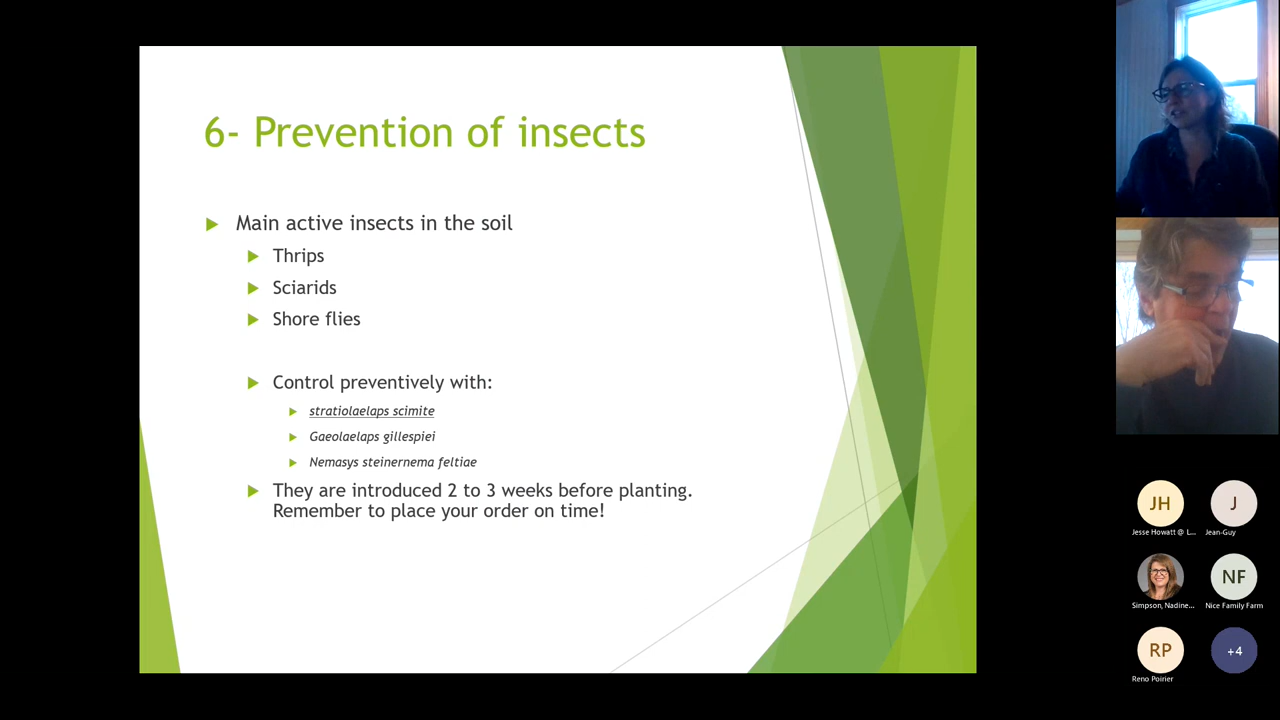 6- Prevention of insects
Main active insects in the soil
Thrips
Sciarids
Shore flies
Control preventively with:
stratiolaelaps scimite
Gaeolaelaps gillespiei
Nemasys steinernema feltiae
They are introduced 2 to 3 weeks before planting.
Remember to place your order on time!
JH
J
Jesse Howatt @ L...
Jean-Guy
NF
Simpson, Nadine...
Nice Family Farm
RP
+4
Reno Poirier